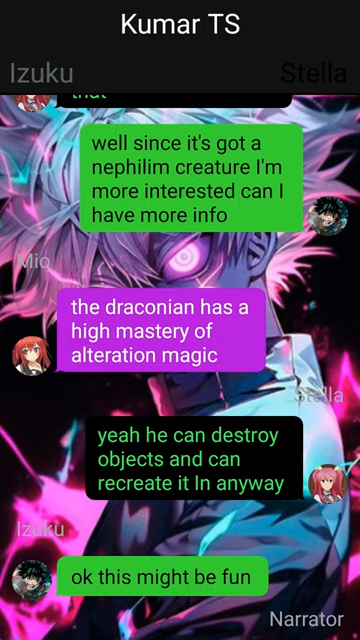 Kumar TS
Izuku
Stella
that
well since it's got a
nephilim creature I'm
more interested can I
have more info
Mio
the draconian has a
high mastery of
alteration magic
Stella
yeah he can destroy
objects and can
recreate it In anyway
Izuku
ok this might be fun
Narrator